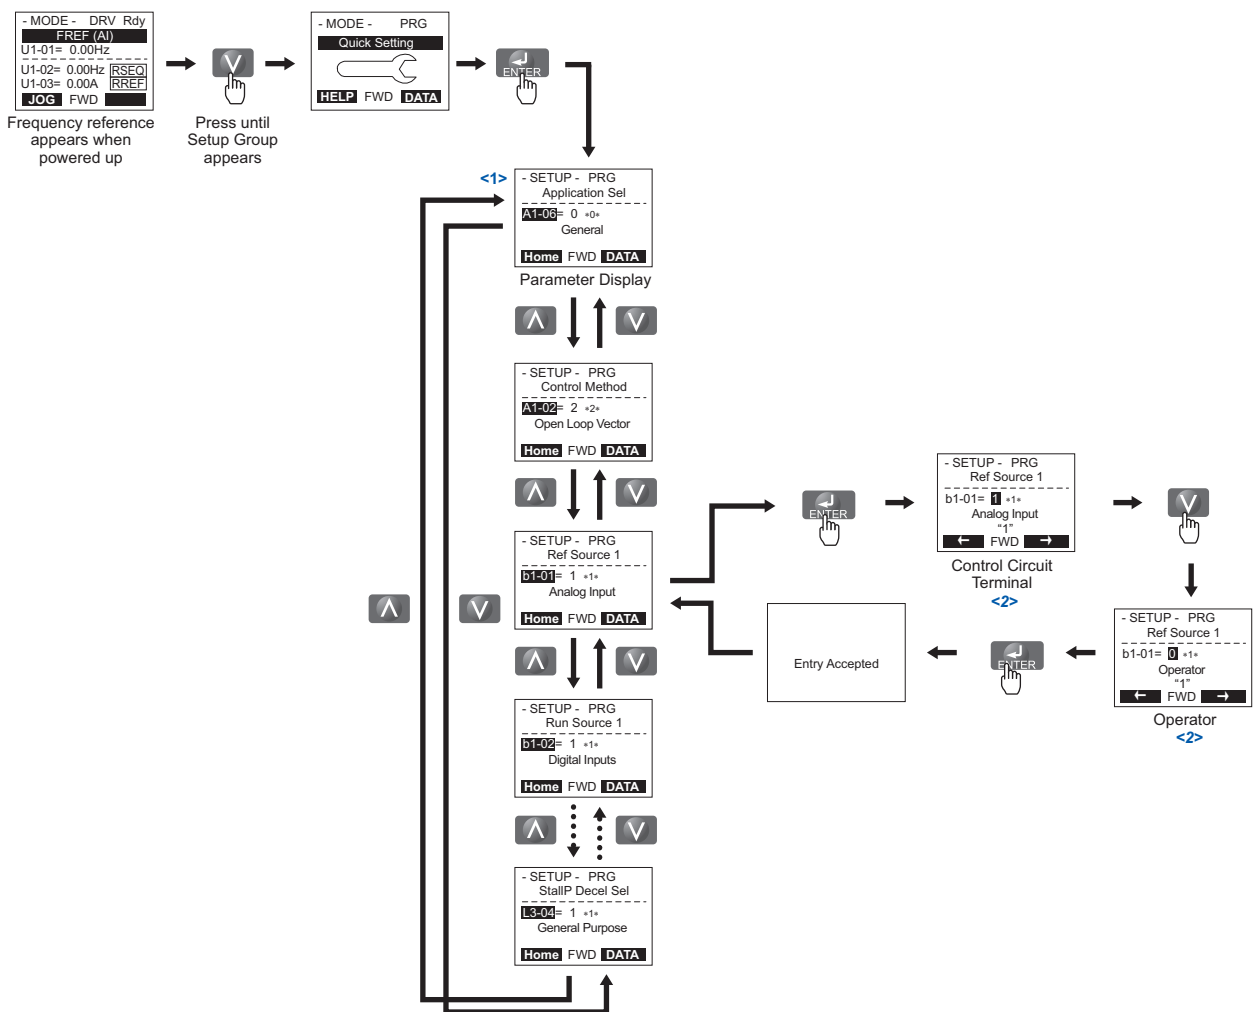 - MODE - DRV Rdy
FREF (AI)
U1-01= 0.00Hz
U1-02= 0.00Hz RSEQ
U1-03= 0.00A RREF
JOG FWD
Frequency reference
appears when
powered up
Press until
Setup Group
appears
- MODE - PRG
Quick Setting
HELP FWD DATA
ENTER
<1>
- SETUP - PRG
Application Sel
A1-06= 0 *0*
General
Home FWD DATA
Parameter Display
- SETUP - PRG
Control Method
A1-02= 2 *2*
Open Loop Vector
Home FWD DATA
- SETUP - PRG
Ref Source 1
b1-01= 1 *1*
Analog Input
Home FWD DATA
- SETUP - PRG
Run Source 1
b1-02= 1 *1*
Digital Inputs
Home FWD DATA
- SETUP - PRG
StallP Decel Sel
L3-04= 1 *1*
General Purpose
Home FWD DATA
ENTER
- SETUP - PRG
Ref Source 1
b1-01= 1 *1*
Analog Input
“1”
← FWD →
Control Circuit
Terminal
<2>
- SETUP - PRG
Ref Source 1
b1-01= 0 *1*
Operator
“1”
← FWD →
Operator
<2>
ENTER
Entry Accepted